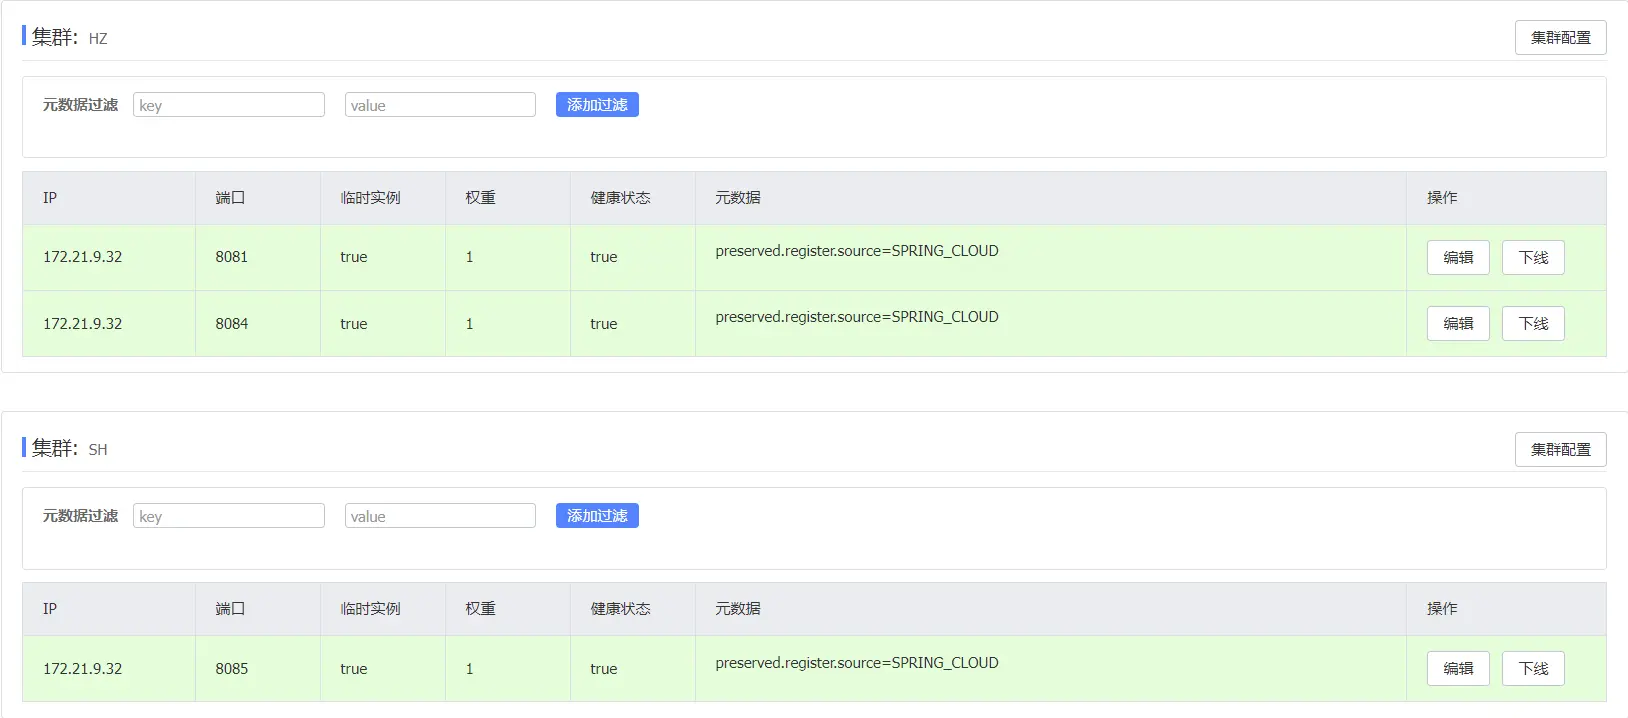 集群: HZ 集群配置
元数据过滤 key value 添加过滤
IP 端口 临时实例 权重 健康状态 元数据 操作
172.21.9.32 8081 true 1 true preserved.register.source=SPRING_CLOUD 编辑 下线
172.21.9.32 8084 true 1 true preserved.register.source=SPRING_CLOUD 编辑 下线
集群: SH 集群配置
元数据过滤 key value 添加过滤
IP 端口 临时实例 权重 健康状态 元数据 操作
172.21.9.32 8085 true 1 true preserved.register.source=SPRING_CLOUD 编辑 下线